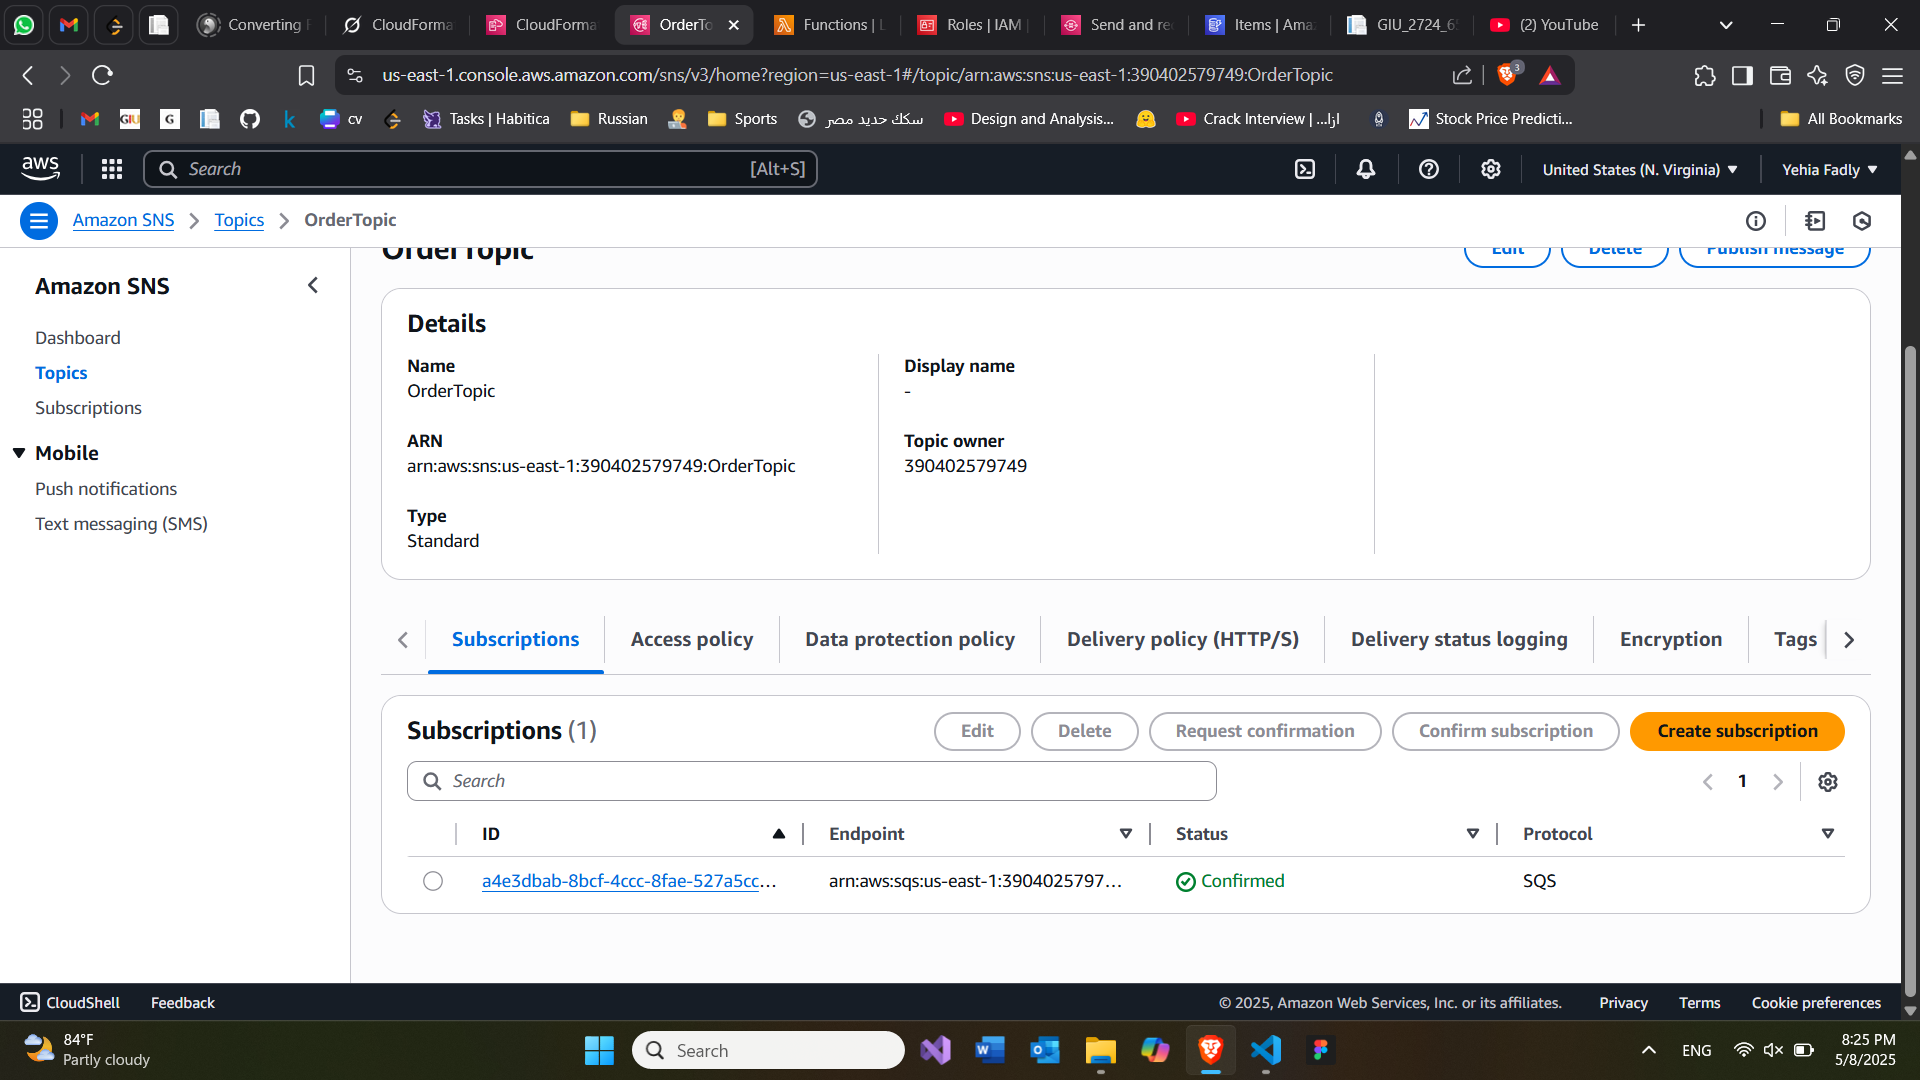 Converting F
CloudForma
CloudForma
OrderTo
Functions | L
Roles | IAM
Send and re
Items | Ama
GIU_2724_6
(2) YouTube
us-east-1.console.aws.amazon.com/sns/v3/home?region=us-east-1#/topic/arn:aws:sns:us-east-1:390402579749:OrderTopic
3
GIU
G
k
cv
Tasks | Habitica
Russian
Sports
سكك حديد مصر
Design and Analysis...
Crack Interview | ...ازا
Stock Price Predicti...
All Bookmarks
aws
Search
[Alt+S]
United States (N. Virginia)
Yehia Fadly
Amazon SNS
Topics
OrderTopic
Amazon SNS
Dashboard
Topics
Subscriptions
Mobile
Push notifications
Text messaging (SMS)
OrderTopic
Edit
Delete
Publish message
Details
Name
OrderTopic
ARN
arn:aws:sns:us-east-1:390402579749:OrderTopic
Type
Standard
Display name
-
Topic owner
390402579749
Subscriptions
Access policy
Data protection policy
Delivery policy (HTTP/S)
Delivery status logging
Encryption
Tags
Subscriptions (1)
Edit
Delete
Request confirmation
Confirm subscription
Create subscription
Search
1
ID
Endpoint
Status
Protocol
a4e3dbab-8bcf-4ccc-8fae-527a5cc...
arn:aws:sqs:us-east-1:3904025797...
Confirmed
SQS
CloudShell
Feedback
© 2025, Amazon Web Services, Inc. or its affiliates.
Privacy
Terms
Cookie preferences
84°F
Partly cloudy
Search
ENG
8:25 PM
5/8/2025